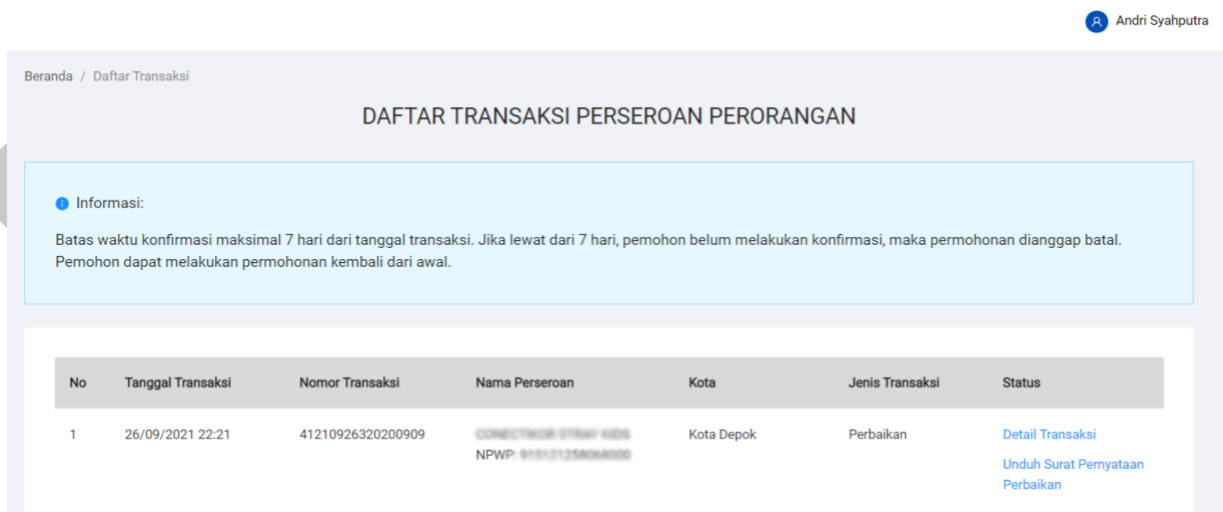 Andri Syahputra
Beranda / Daftar Transaksi
DAFTAR TRANSAKSI PERSEROAN PERORANGAN
Informasi:
Batas waktu konfirmasi maksimal 7 hari dari tanggal transaksi. Jika lewat dari 7 hari, pemohon belum melakukan konfirmasi, maka permohonan dianggap batal.
Pemohon dapat melakukan permohonan kembali dari awal.
No Tanggal Transaksi Nomor Transaksi Nama Perseroan Kota Jenis Transaksi Status
1 26/09/2021 22:21 41210926320200909 Kota Depok Perbaikan Detail Transaksi
NPWP:
Unduh Surat Pernyataan
Perbaikan